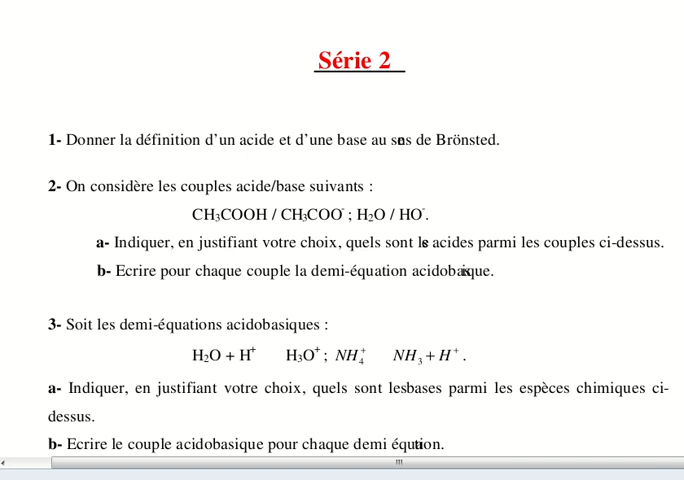 Série 2
1- Donner la définition d'un acide et d'une base au sens de Brönsted.
2- On considère les couples acide/base suivants :
CH₃COOH / CH₃COO⁻ ; H₂O / HO⁻.
a- Indiquer, en justifiant votre choix, quels sont les acides parmi les couples ci-dessus.
b- Ecrire pour chaque couple la demi-équation acidobasique.
3- Soit les demi-équations acidobasiques :
H₂O + H⁺ H₃O⁺ ; NH₄⁺ NH₃ + H⁺ .
a- Indiquer, en justifiant votre choix, quels sont lesbases parmi les espèces chimiques ci-
dessus.
b- Ecrire le couple acidobasique pour chaque demi équation.